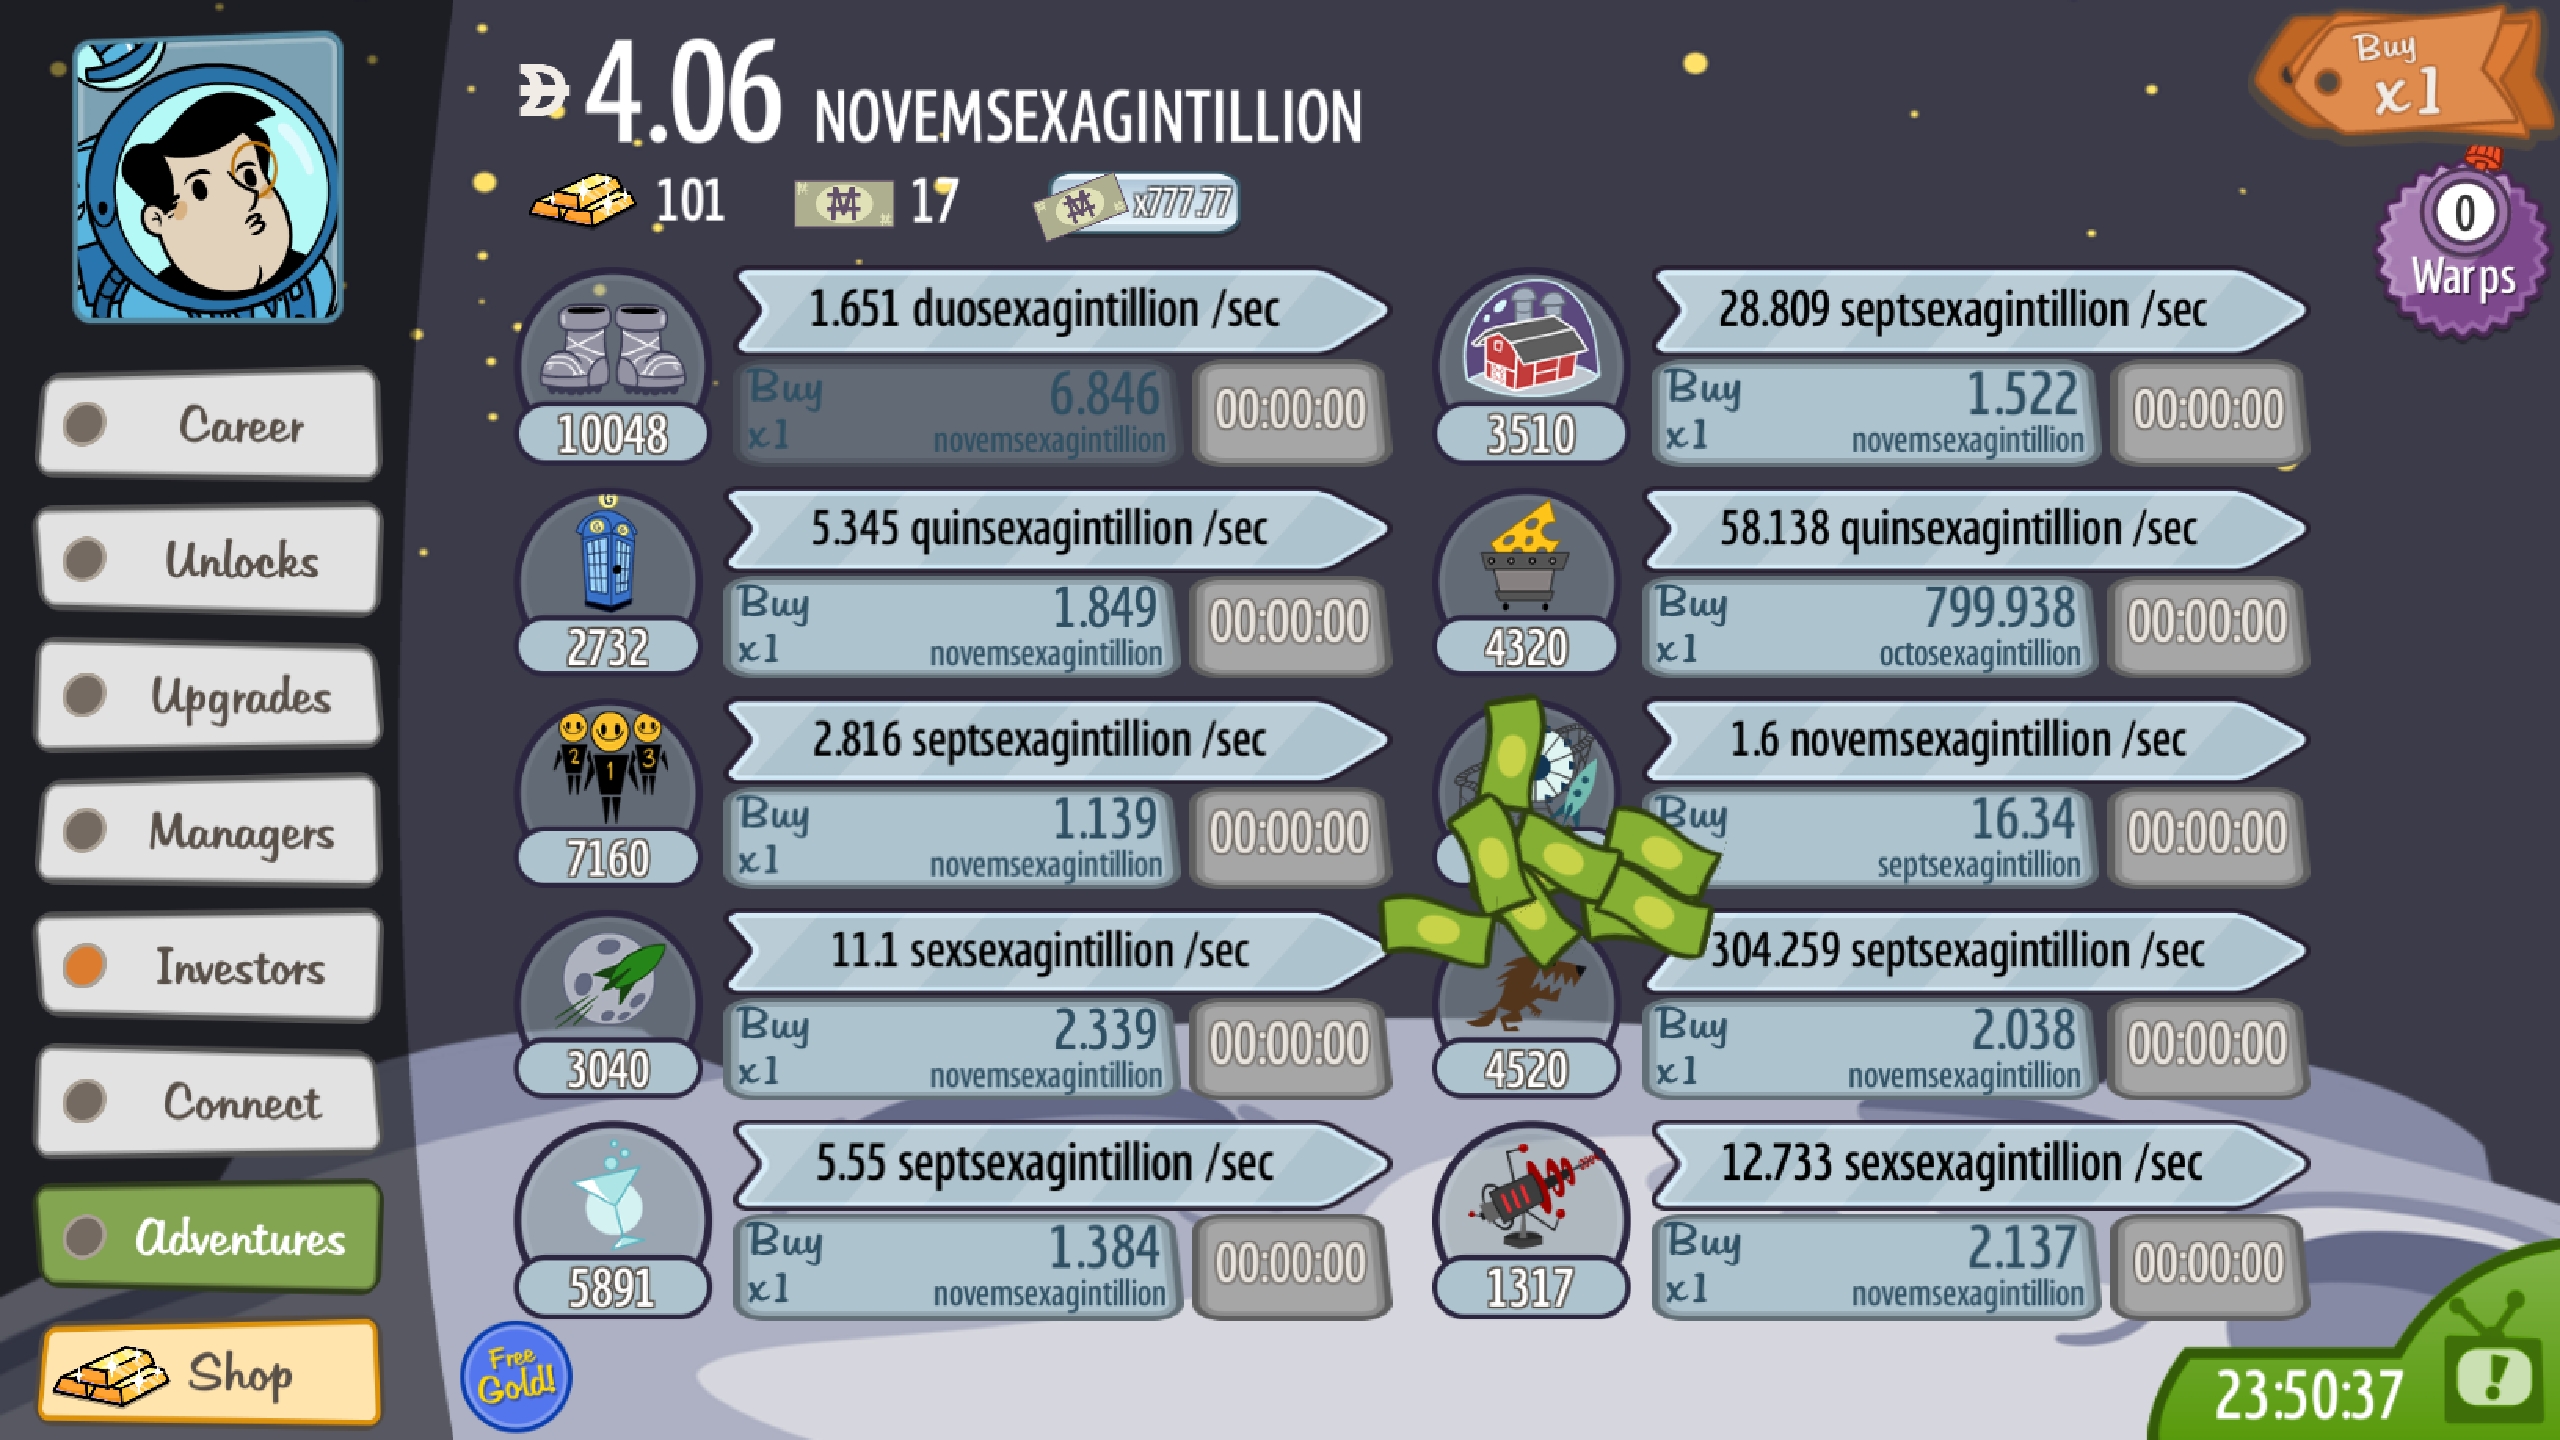 4.06 NOVEMSEXAGINTILLION
101
17
x777.77
Buy
x1
0
Warps
Career
Unlocks
Upgrades
Managers
Investors
Connect
Adventures
Shop
1.651 duosexagintillion /sec
Buy
x1
6.846
novemsexagintillion
00:00:00
10048
28.809 septsexagintillion /sec
Buy
x1
1.522
novemsexagintillion
00:00:00
3510
G
5.345 quinsexagintillion /sec
Buy
x1
1.849
novemsexagintillion
00:00:00
2732
58.138 quinsexagintillion /sec
Buy
x1
799.938
octosexagintillion
00:00:00
4320
2 1 3
2.816 septsexagintillion /sec
Buy
x1
1.139
novemsexagintillion
00:00:00
7160
1.6 novemsexagintillion /sec
Buy
16.34
septsexagintillion
00:00:00
11.1 sexsexagintillion /sec
Buy
x1
2.339
novemsexagintillion
00:00:00
3040
304.259 septsexagintillion /sec
Buy
x1
2.038
novemsexagintillion
00:00:00
4520
5.55 septsexagintillion /sec
Buy
x1
1.384
novemsexagintillion
00:00:00
5891
12.733 sexsexagintillion /sec
Buy
x1
2.137
novemsexagintillion
00:00:00
1317
Free
Gold!
23:50:37
!